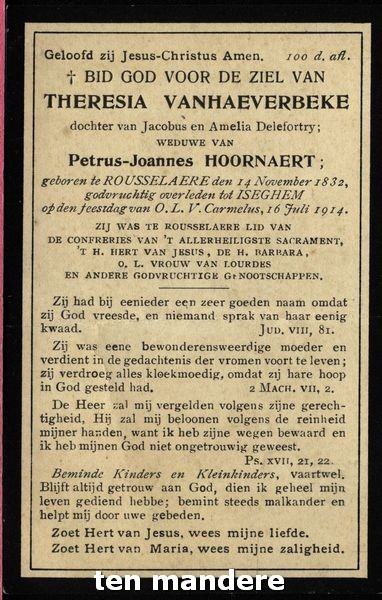 Geloofd zij Jesus-Christus Amen. 100 d. afl.
† BID GOD VOOR DE ZIEL VAN
THERESIA VANHAEVERBEKE
dochter van Jacobus en Amelia Delefortry;
WEDUWE VAN
Petrus-Joannes HOORNAERT;
geboren te ROUSSELAERE den 14 November 1832,
godvruchtig overleden tot ISEGHEM
op den feestdag van O. L. V. Carmelus, 16 Juli 1914.
ZIJ WAS TE ROUSSELAERE LID VAN
DE CONFRERIES VAN 'T ALLERHEILIGSTE SACRAMENT,
'T H. HERT VAN JESUS, DE H. BARBARA,
O. L. VROUW VAN LOURDES
EN ANDERE GODVRUCHTIGE GENOOTSCHAPPEN.
Zij had bij eenieder een zeer goeden naam omdat
zij God vreesde, en niemand sprak van haar eenig
kwaad. JUD. VIII, 81.
Zij was eene bewonderensweerdige moeder en
verdient in de gedachtenis der vromen voort te leven;
zij verdroeg alles kloekmoedig, omdat zij hare hoop
in God gesteld had. 2 MACH. VII, 2.
De Heer zal mij vergelden volgens zijne gerech-
tigheid, Hij zal mij beloonen volgens de reinheid
mijner handen, want ik heb zijne wegen bewaard en
ik heb mijnen God niet ongetrouwig geweest.
Ps. XVII, 21, 22.
Beminde Kinders en Kleinkinders, vaartwel.
Blijft altijd getrouw aan God, dien ik geheel mijn
leven gediend hebbe; bemint steeds malkander en
helpt mij door uwe gebeden.
Zoet Hert van Jesus, wees mijne liefde.
Zoet Hert van Maria, wees mijne zaligheid.
ten mandere